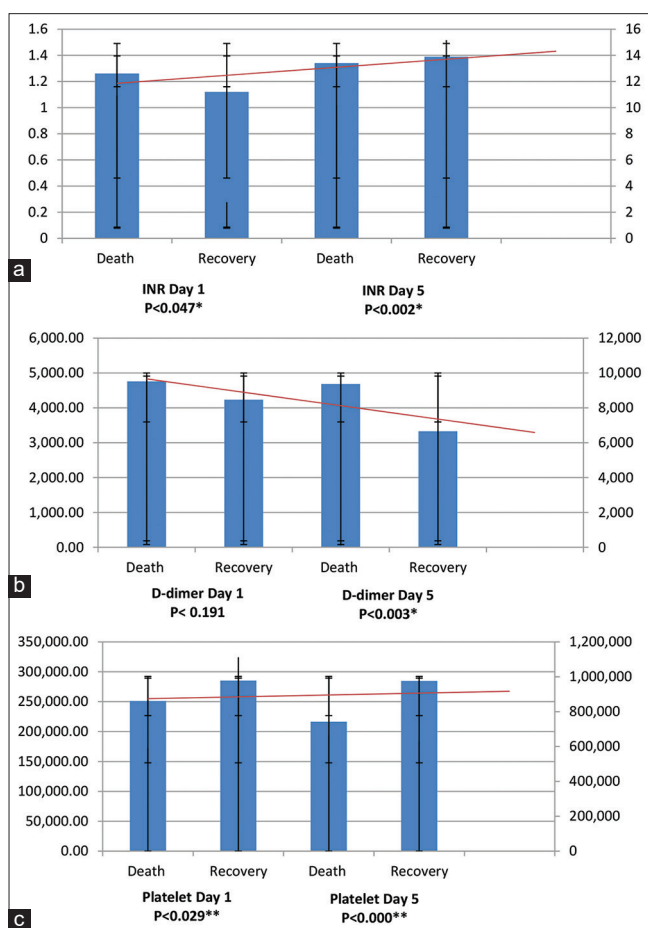 1.6 16
1.4 14
1.2 12
1 10
0.8 8
0.6 6
0.4 4
0.2 2
0 0
Death Recovery Death Recovery
a
INR Day 1 INR Day 5
P<0.047* P<0.002*
6,000.00 12,000
5,000.00 10,000
4,000.00 8,000
3,000.00 6,000
2,000.00 4,000
1,000.00 2,000
0.00 0
Death Recovery Death Recovery
b
D-dimer Day 1 D-dimer Day 5
P< 0.191 P<0.003*
350,000.00 1,200,000
300,000.00 1,000,000
250,000.00 800,000
200,000.00 600,000
150,000.00 400,000
100,000.00 200,000
50,000.00 0
0.00
Death Recovery Death Recovery
Platelet Day 1 Platelet Day 5
c
P<0.029** P<0.000**